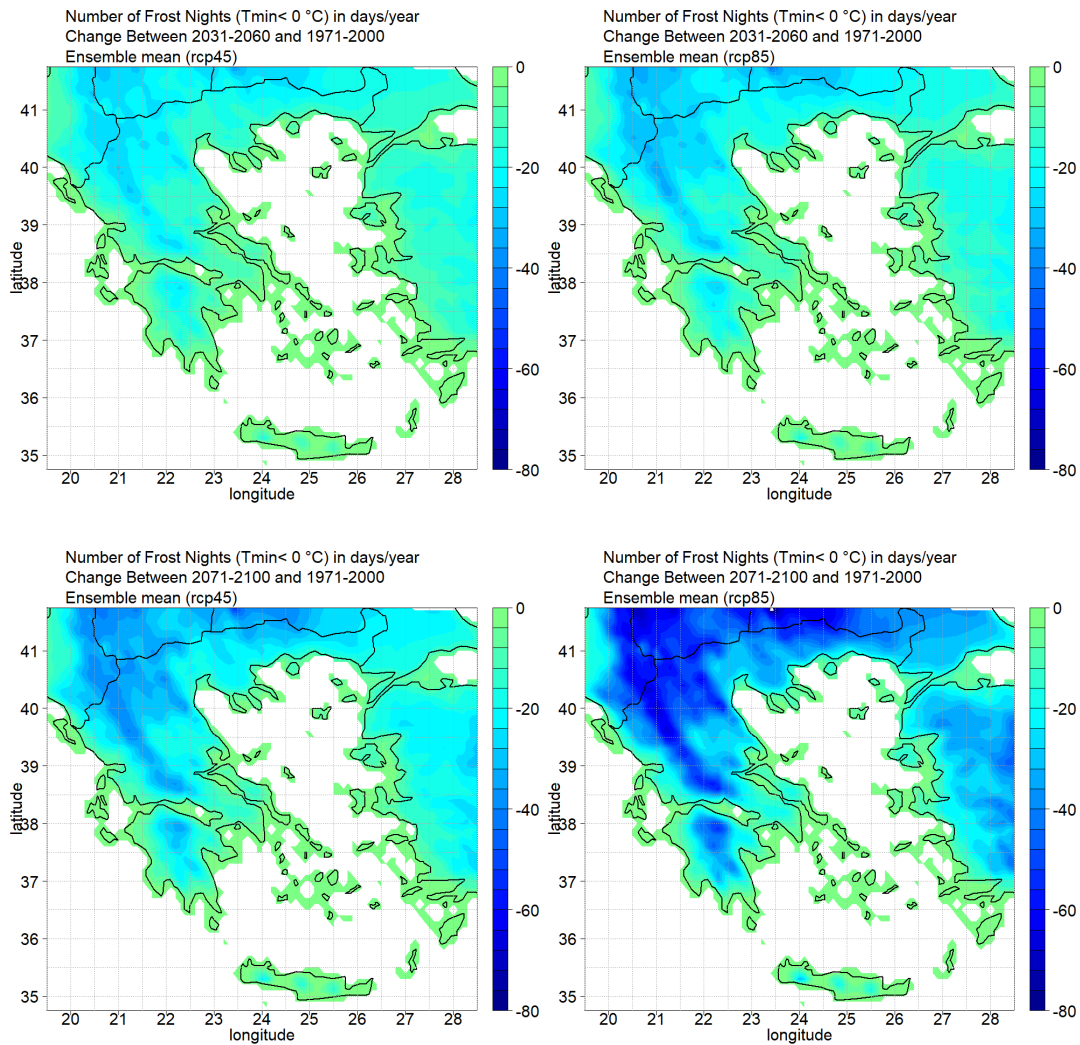 Number of Frost Nights (Tmin< 0 °C) in days/year
Change Between 2031-2060 and 1971-2000
Ensemble mean (rcp45)
0
-20
-40
-60
-80
41
40
39
38
37
36
35
latitude
20 21 22 23 24 25 26 27 28
longitude
Number of Frost Nights (Tmin< 0 °C) in days/year
Change Between 2031-2060 and 1971-2000
Ensemble mean (rcp85)
0
-20
-40
-60
-80
41
40
39
38
37
36
35
latitude
20 21 22 23 24 25 26 27 28
longitude
Number of Frost Nights (Tmin< 0 °C) in days/year
Change Between 2071-2100 and 1971-2000
Ensemble mean (rcp45)
0
-20
-40
-60
-80
41
40
39
38
37
36
35
latitude
20 21 22 23 24 25 26 27 28
longitude
Number of Frost Nights (Tmin< 0 °C) in days/year
Change Between 2071-2100 and 1971-2000
Ensemble mean (rcp85)
0
-20
-40
-60
-80
41
40
39
38
37
36
35
latitude
20 21 22 23 24 25 26 27 28
longitude